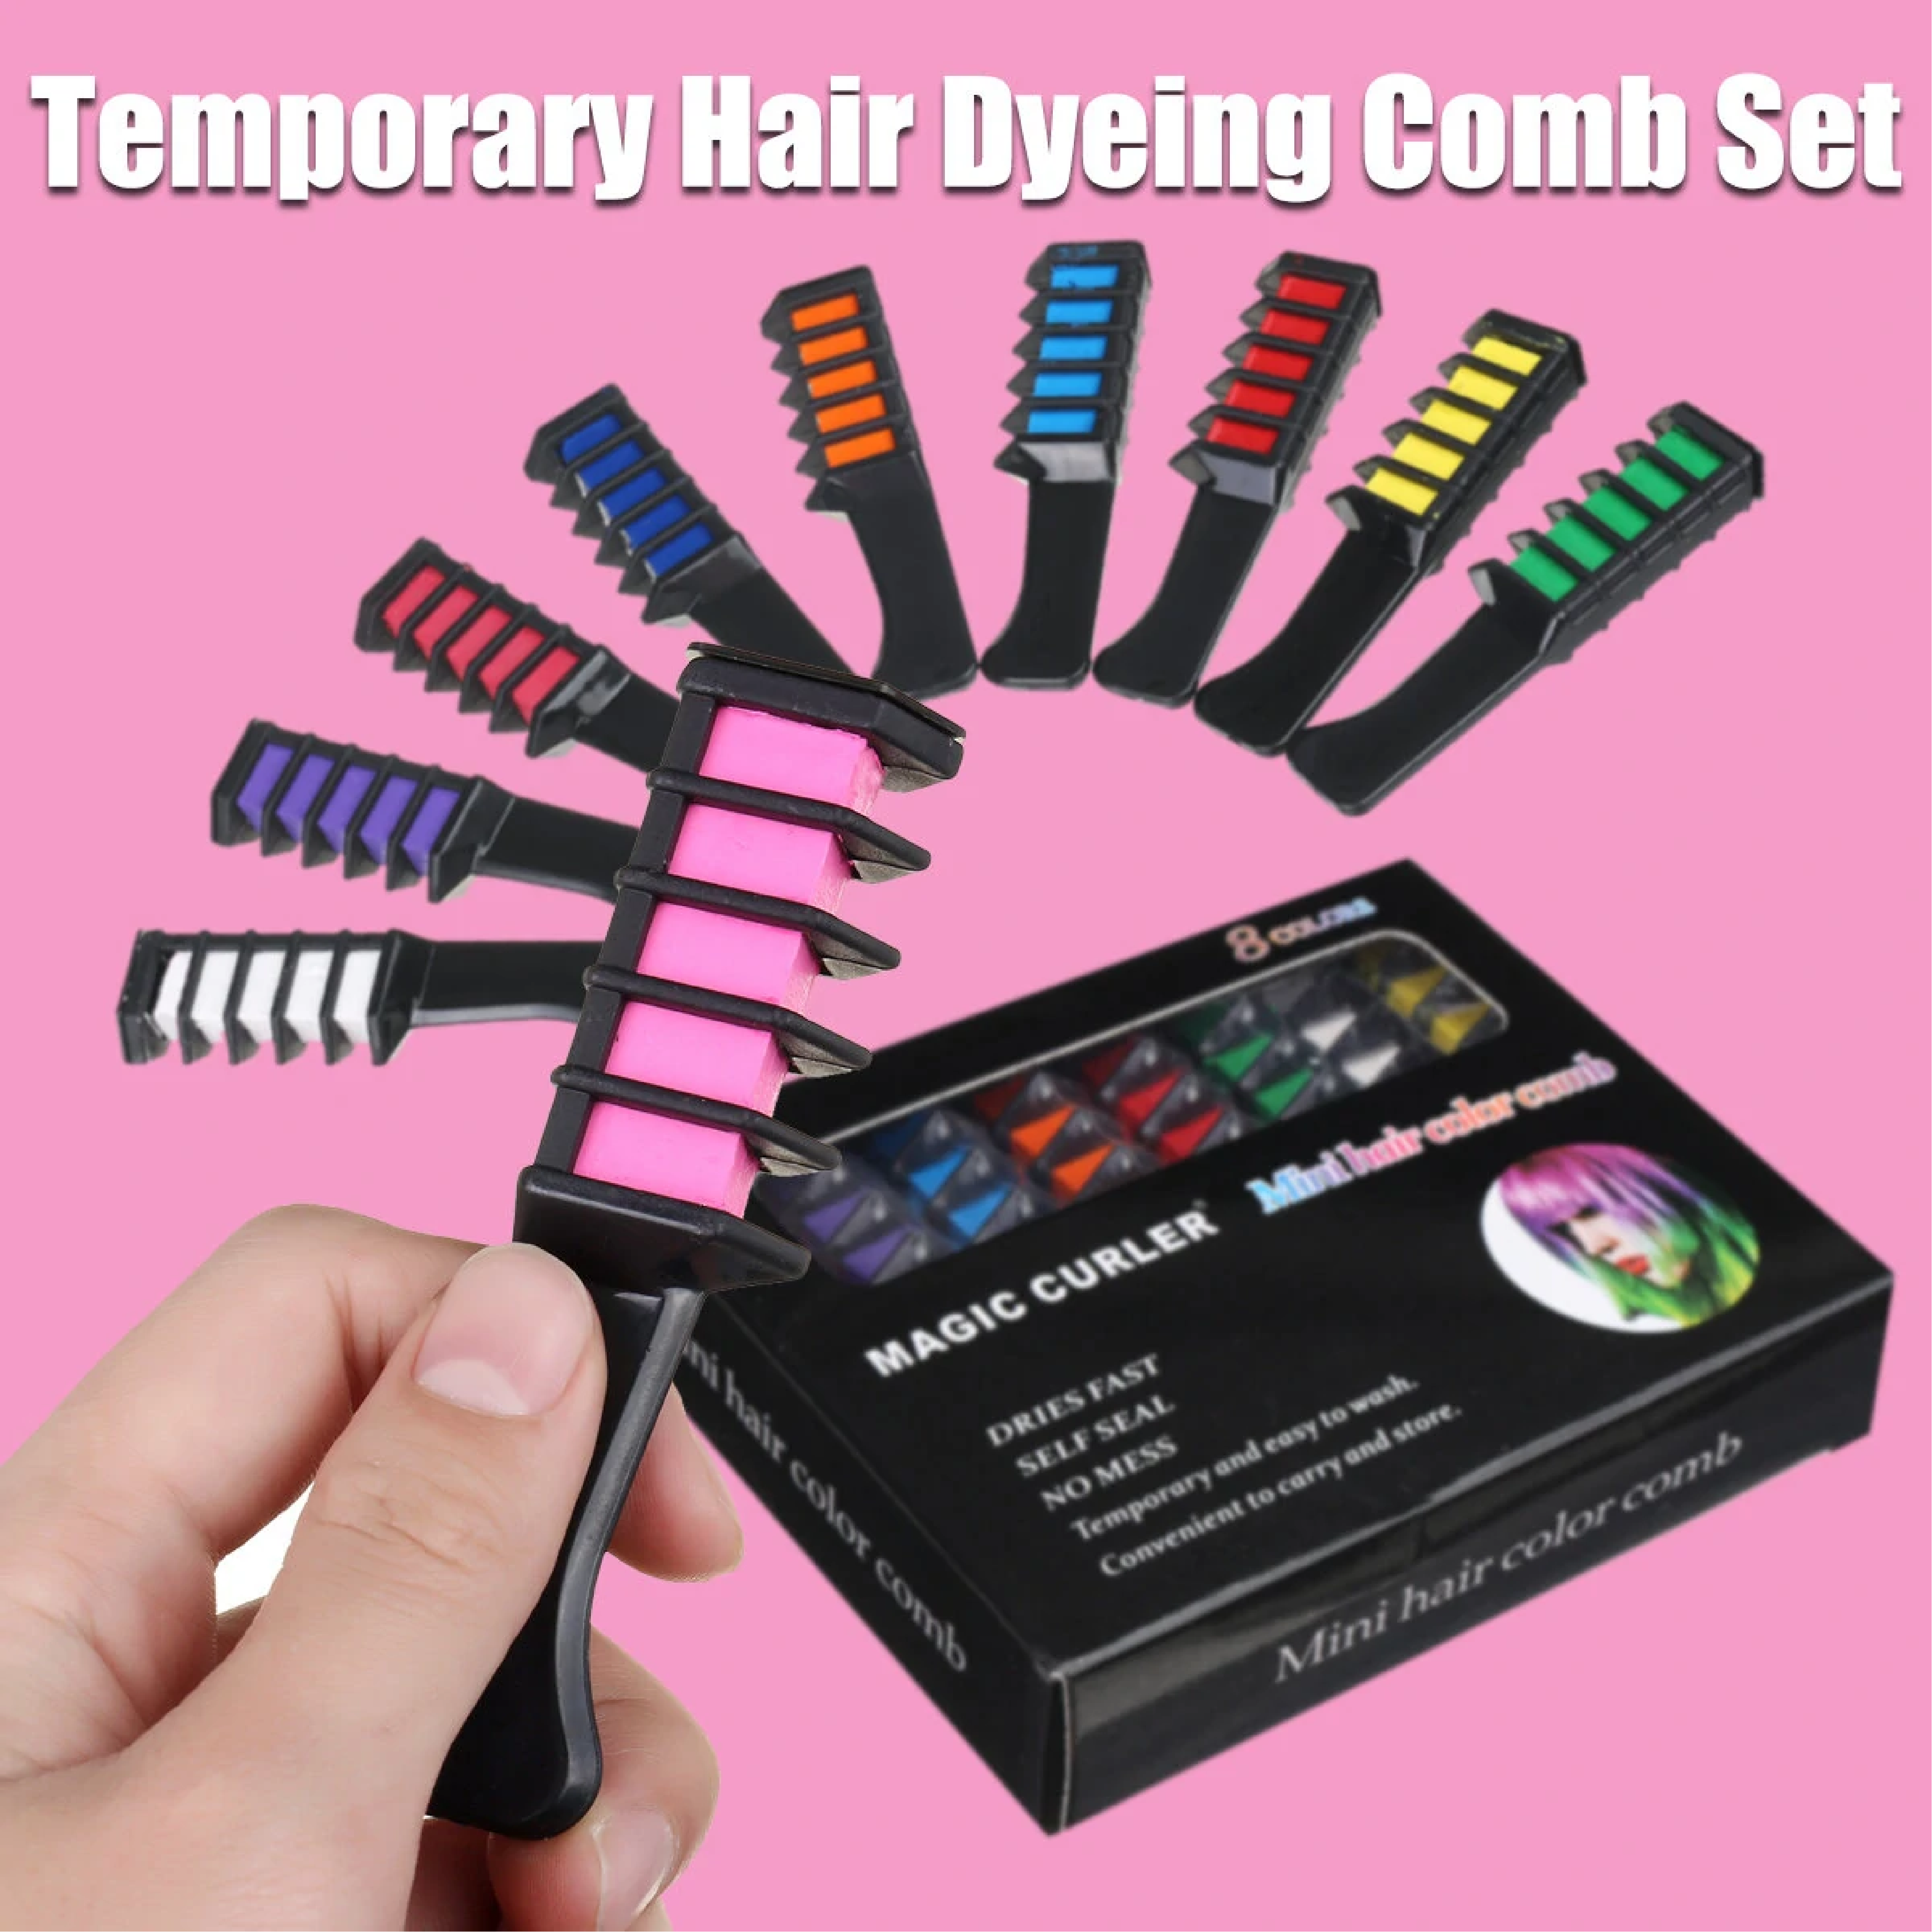 Temporary Hair Dyeing Comb Set
8 COLORS
Mini hair color comb
MAGIC CURLER
DRIES FAST
SELF SEAL
NO MESS
Temporary and easy to wash.
Convenient to carry and store.
hair color comb
Mini hair color comb